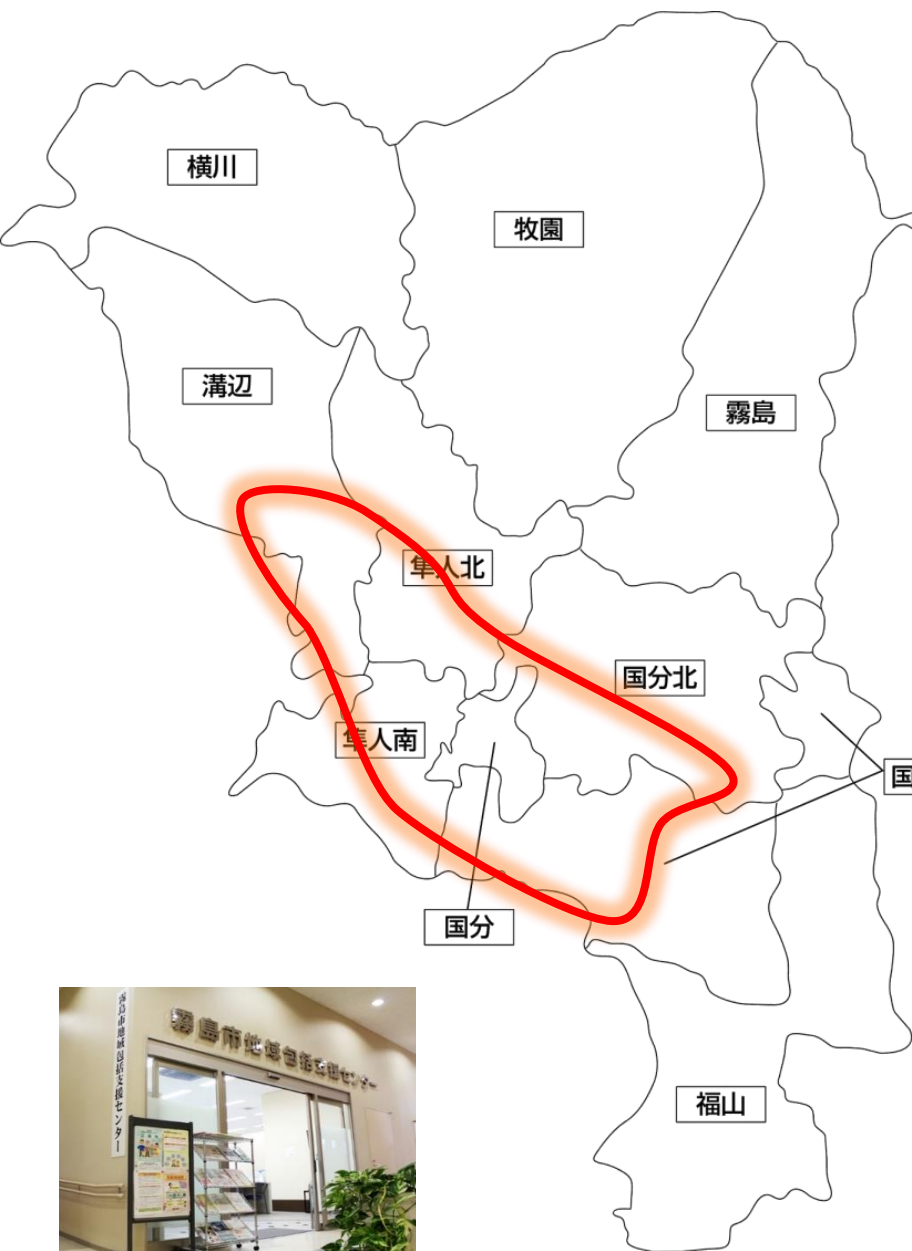 横川
牧園
溝辺
霧島
隼人北
国分北
隼人南
国
国分
福山
霧島市地域包括支援センター
霧島市地域包括支援センター